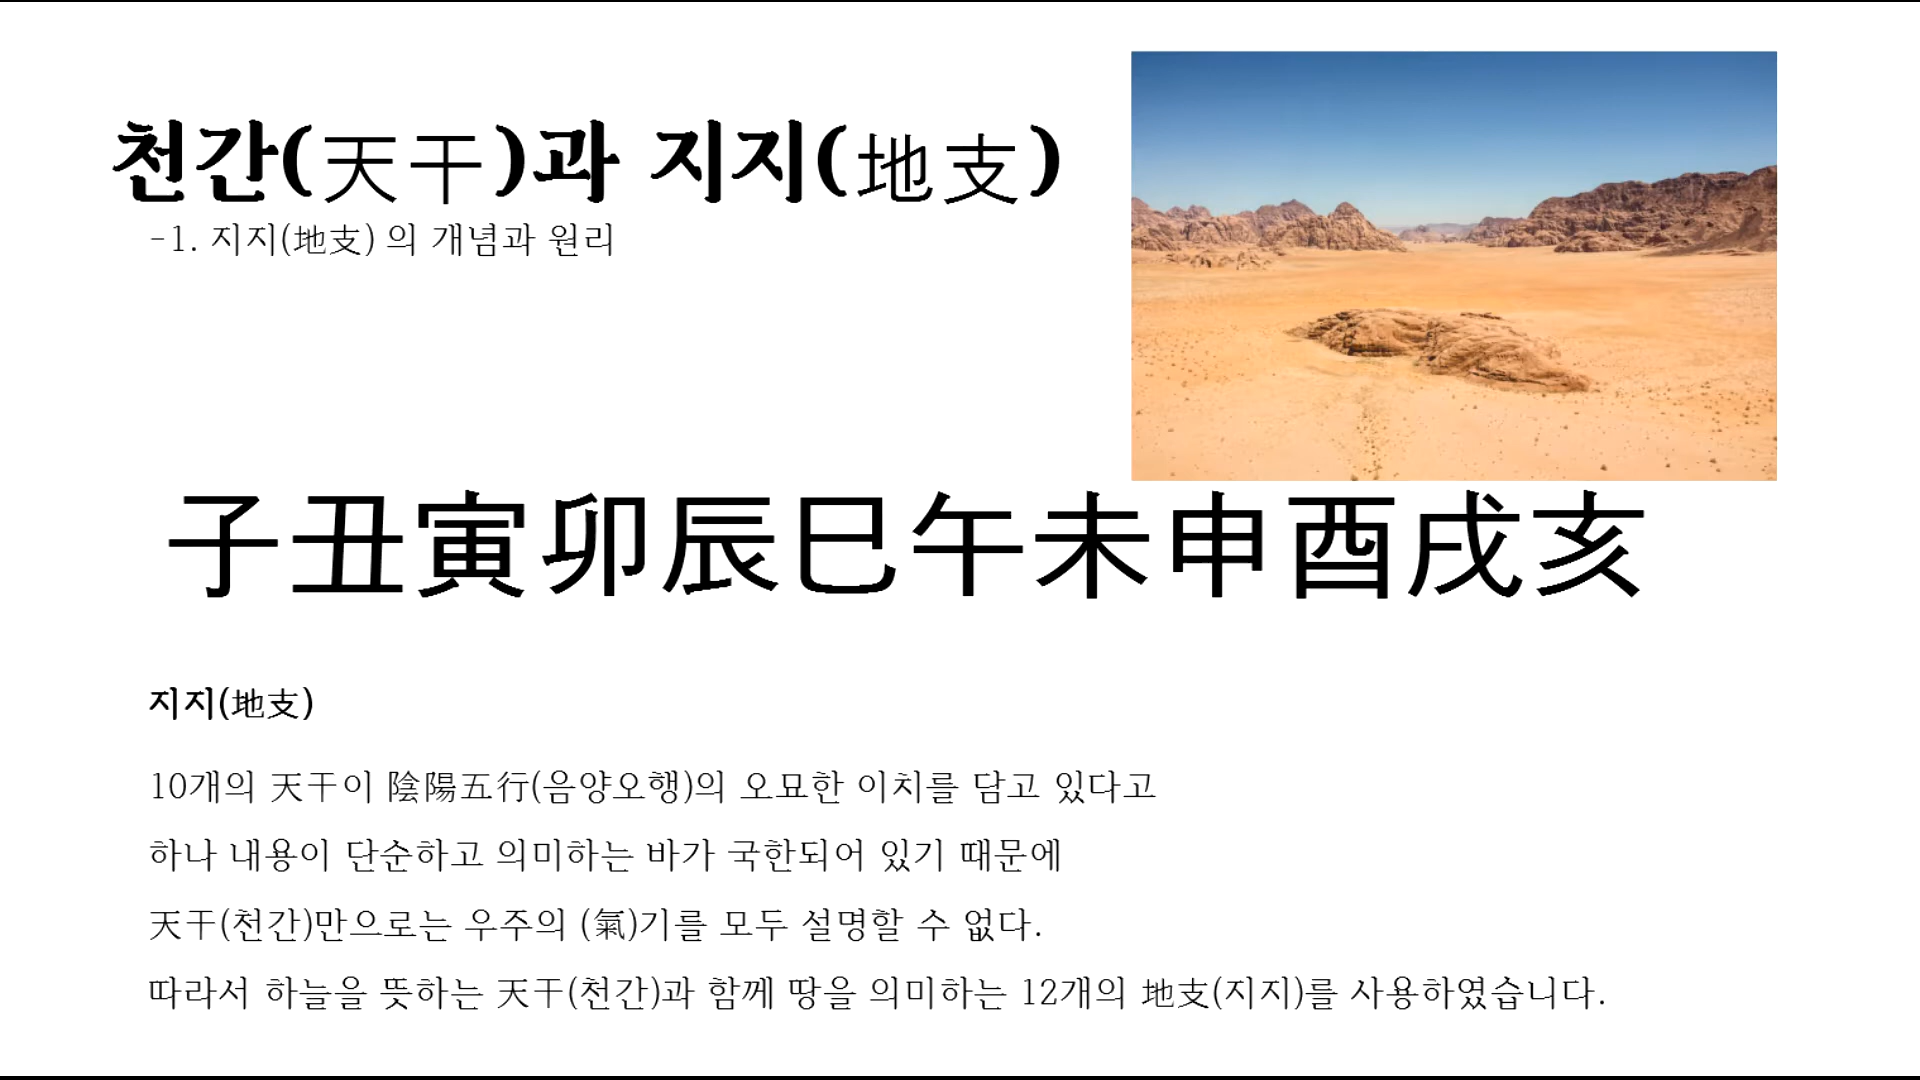 천간(天干)과 지지(地支)
-1. 지지(地支) 의 개념과 원리
子丑寅卯辰巳午未申酉戌亥
지지(地支)
10개의 天干이 陰陽五行(음양오행)의 오묘한 이치를 담고 있다고
하나 내용이 단순하고 의미하는 바가 국한되어 있기 때문에
天干(천간)만으로는 우주의 (氣)기를 모두 설명할 수 없다.
따라서 하늘을 뜻하는 天干(천간)과 함께 땅을 의미하는 12개의 地支(지지)를 사용하였습니다.